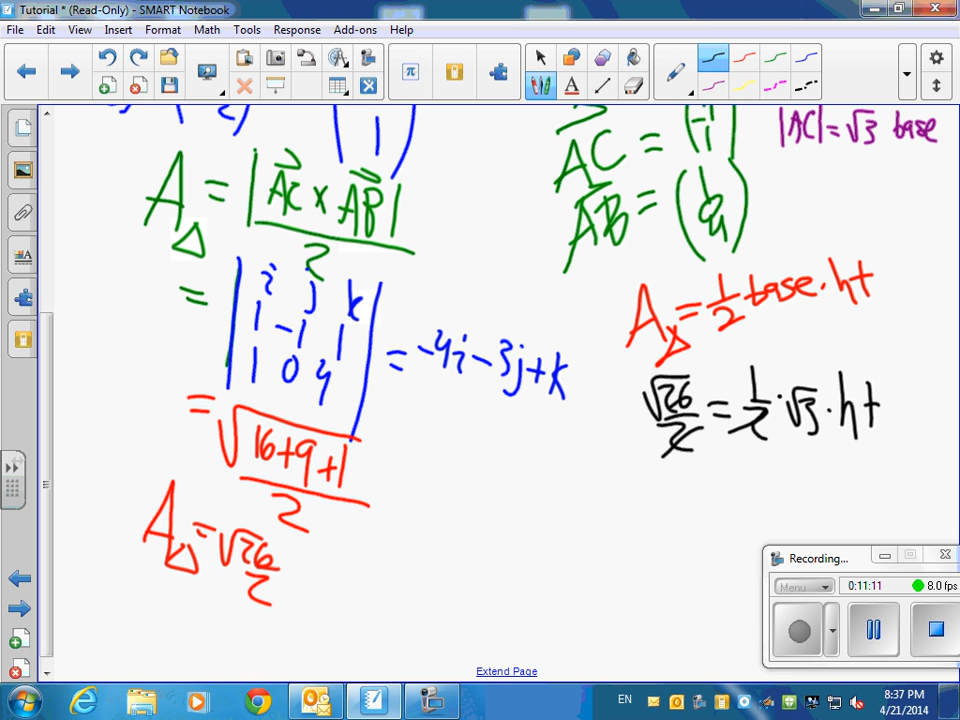 Tutorial * (Read-Only) - SMART Notebook
File Edit View Insert Format Math Tools Response Add-ons Help
1
A△ = |AC x AB|
2
= | i j k
1 -1 1
1 0 4 | = -4i - 3j + k
= √16+9+1
2
A△ = √26
2
AC = (-1
1)
|AC| = √3 base
AB = (1
0
4)
A△ = 1/2 base · ht
√26/2 = 1/2 · √3 · ht
Extend Page
Recording...
Menu
0:11:11
8.0 fps
EN
8:37 PM
4/21/2014